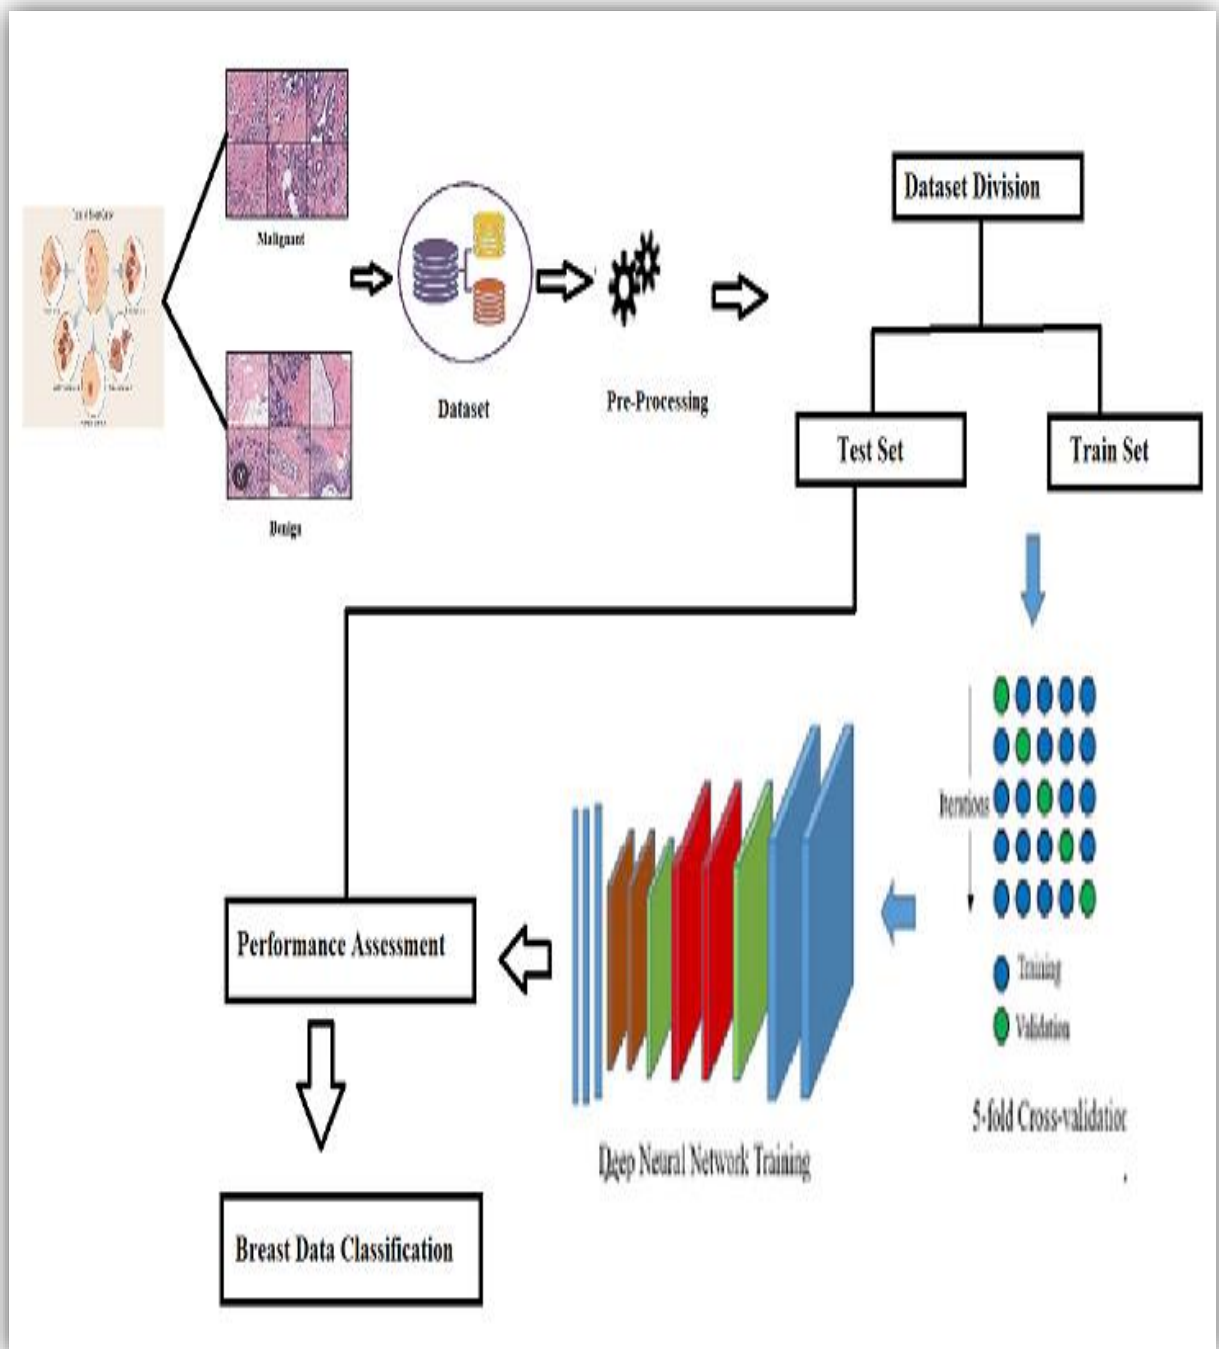 Malignant
Benign
Dataset
Pre-Processing
Dataset Division
Test Set
Train Set
Iterations
Training
Validation
5-fold Cross-validation
Deep Neural Network Training
Performance Assessment
Breast Data Classification